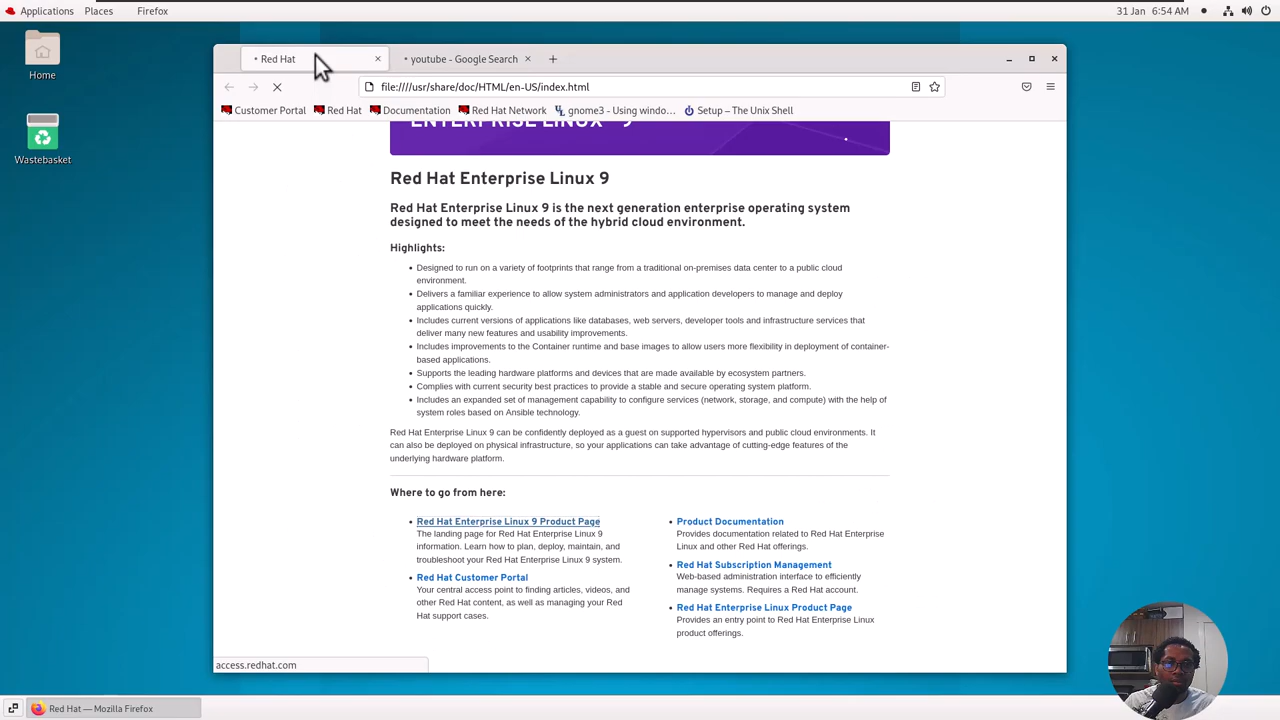 Applications Places Firefox 31 Jan 6:54 AM
Home
Wastebasket
Red Hat youtube - Google Search
file:////usr/share/doc/HTML/en-US/index.html
Customer Portal Red Hat Documentation Red Hat Network gnome3 - Using windo... Setup – The Unix Shell
ENTERPRISE LINUX 9
Red Hat Enterprise Linux 9
Red Hat Enterprise Linux 9 is the next generation enterprise operating system
designed to meet the needs of the hybrid cloud environment.
Highlights:
• Designed to run on a variety of footprints that range from a traditional on-premises data center to a public cloud
environment.
• Delivers a familiar experience to allow system administrators and application developers to manage and deploy
applications quickly.
• Includes current versions of applications like databases, web servers, developer tools and infrastructure services that
deliver many new features and usability improvements.
• Includes improvements to the Container runtime and base images to allow users more flexibility in deployment of container-
based applications.
• Supports the leading hardware platforms and devices that are made available by ecosystem partners.
• Complies with current security best practices to provide a stable and secure operating system platform.
• Includes an expanded set of management capability to configure services (network, storage, and compute) with the help of
system roles based on Ansible technology.
Red Hat Enterprise Linux 9 can be confidently deployed as a guest on supported hypervisors and public cloud environments. It
can also be deployed on physical infrastructure, so your applications can take advantage of cutting-edge features of the
underlying hardware platform.
Where to go from here:
• Red Hat Enterprise Linux 9 Product Page
The landing page for Red Hat Enterprise Linux 9
information. Learn how to plan, deploy, maintain, and
troubleshoot your Red Hat Enterprise Linux 9 system.
• Red Hat Customer Portal
Your central access point to finding articles, videos, and
other Red Hat content, as well as managing your Red
Hat support cases.
• Product Documentation
Provides documentation related to Red Hat Enterprise
Linux and other Red Hat offerings.
• Red Hat Subscription Management
Web-based administration interface to efficiently
manage systems. Requires a Red Hat account.
• Red Hat Enterprise Linux Product Page
Provides an entry point to Red Hat Enterprise Linux
product offerings.
access.redhat.com
Red Hat — Mozilla Firefox